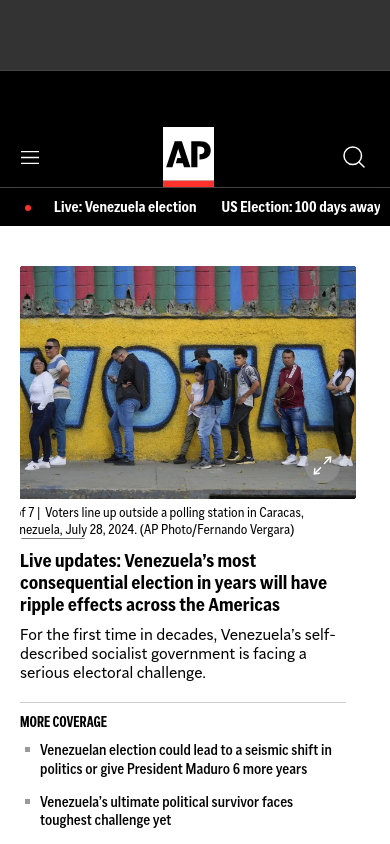 AP
Live: Venezuela election US Election: 100 days away
VOTA
of 7 | Voters line up outside a polling station in Caracas,
nezuela, July 28, 2024. (AP Photo/Fernando Vergara)
Live updates: Venezuela’s most
consequential election in years will have
ripple effects across the Americas
For the first time in decades, Venezuela’s self-
described socialist government is facing a
serious electoral challenge.
MORE COVERAGE
Venezuelan election could lead to a seismic shift in
politics or give President Maduro 6 more years
Venezuela’s ultimate political survivor faces
toughest challenge yet